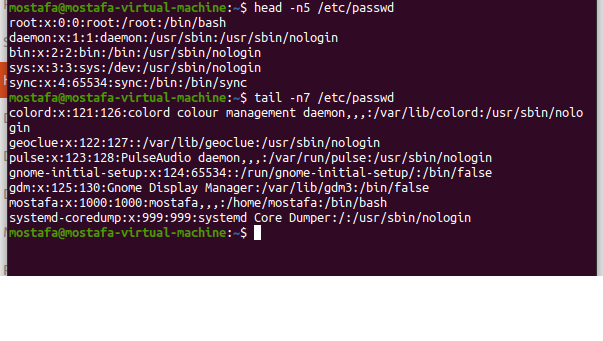 mostafa@mostafa-virtual-machine:~$ head -n5 /etc/passwd
root:x:0:0:root:/root:/bin/bash
daemon:x:1:1:daemon:/usr/sbin:/usr/sbin/nologin
bin:x:2:2:bin:/bin:/usr/sbin/nologin
sys:x:3:3:sys:/dev:/usr/sbin/nologin
sync:x:4:65534:sync:/bin:/bin/sync
mostafa@mostafa-virtual-machine:~$ tail -n7 /etc/passwd
colord:x:121:126:colord colour management daemon,,,:/var/lib/colord:/usr/sbin/nolo
gin
geoclue:x:122:127::/var/lib/geoclue:/usr/sbin/nologin
pulse:x:123:128:PulseAudio daemon,,,:/var/run/pulse:/usr/sbin/nologin
gnome-initial-setup:x:124:65534::/run/gnome-initial-setup/:/bin/false
gdm:x:125:130:Gnome Display Manager:/var/lib/gdm3:/bin/false
mostafa:x:1000:1000:mostafa,,,:/home/mostafa:/bin/bash
systemd-coredump:x:999:999:systemd Core Dumper:/:/usr/sbin/nologin
mostafa@mostafa-virtual-machine:~$